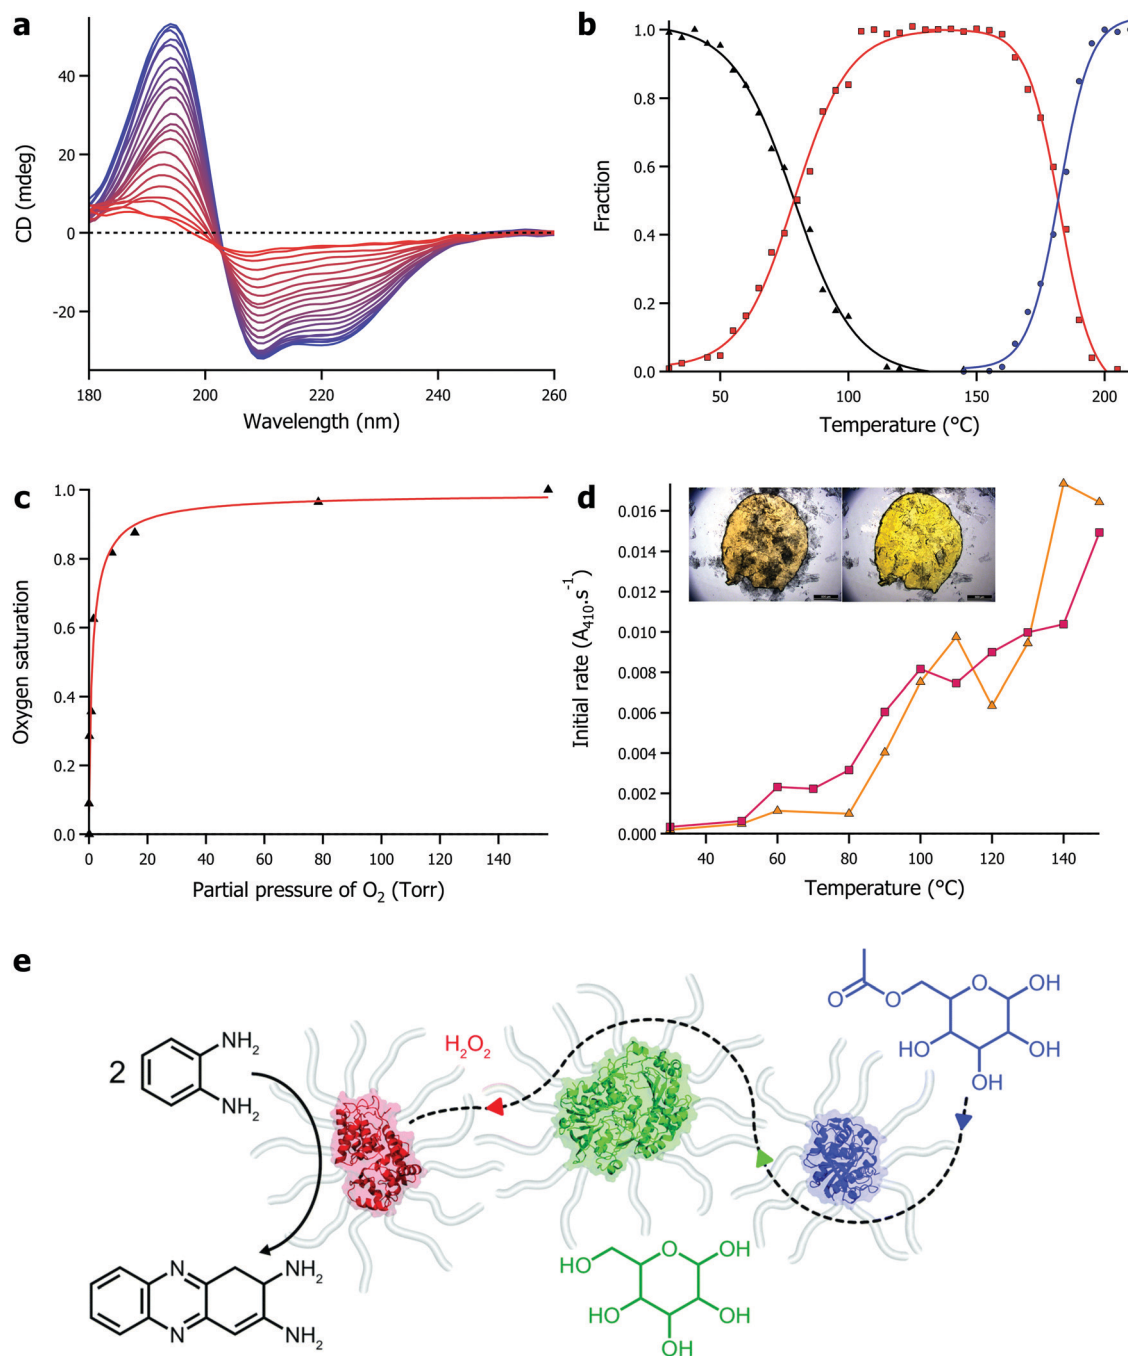 a
CD (mdeg)
40
20
0
-20
180
200
220
240
260
Wavelength (nm)
b
Fraction
1.0
0.8
0.6
0.4
0.2
0.0
50
100
150
200
Temperature (°C)
c
Oxygen saturation
1.0
0.8
0.6
0.4
0.2
0.0
0
20
40
60
80
100
120
140
Partial pressure of O2 (Torr)
d
Initial rate (A410.s-1)
0.016
0.014
0.012
0.010
0.008
0.006
0.004
0.002
0.000
40
60
80
100
120
140
Temperature (°C)
e
2
NH2
NH2
H2O2
O
O
O
OH
HO
OH
OH
N
N
NH2
NH2
HO
O
OH
HO
OH
OH